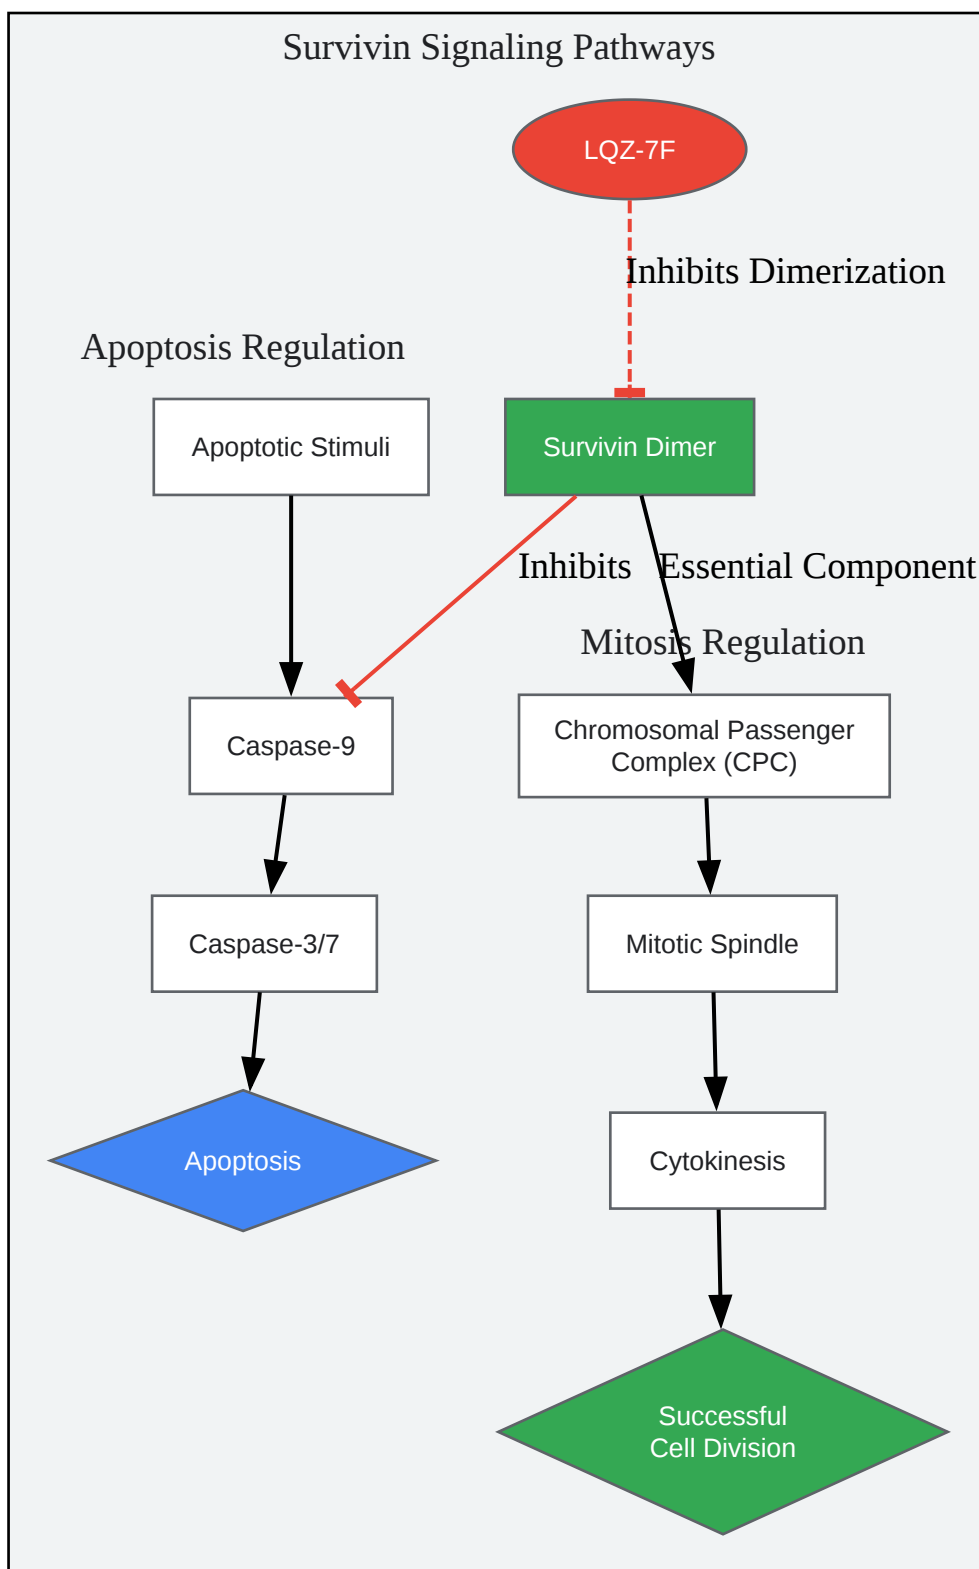 Survivin Signaling Pathways
LQZ-7F
Inhibits Dimerization
Apoptosis Regulation
Apoptotic Stimuli
Survivin Dimer
Inhibits
Essential Component
Mitosis Regulation
Caspase-9
Chromosomal Passenger
Complex (CPC)
Caspase-3/7
Mitotic Spindle
Apoptosis
Cytokinesis
Successful
Cell Division